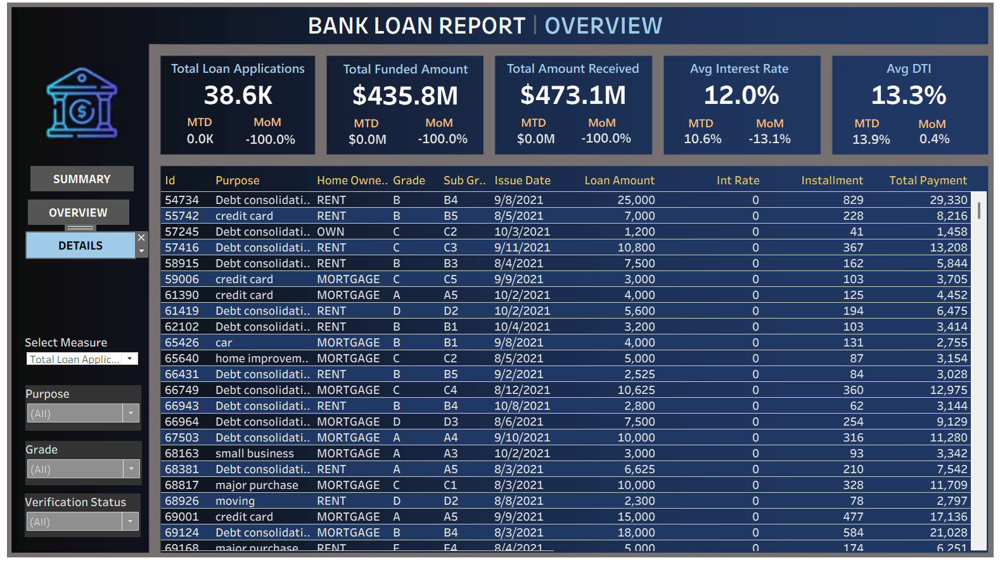 BANK LOAN REPORT | OVERVIEW
Total Loan Applications
38.6K
MTD MoM
0.0K -100.0%
Total Funded Amount
$435.8M
MTD MoM
$0.0M -100.0%
Total Amount Received
$473.1M
MTD MoM
$0.0M -100.0%
Avg Interest Rate
12.0%
MTD MoM
10.6% -13.1%
Avg DTI
13.3%
MTD MoM
13.9% 0.4%
SUMMARY
OVERVIEW
DETAILS
Select Measure
Total Loan Applic...
Purpose
(All)
Grade
(All)
Verification Status
(All)
Id Purpose Home Owne.. Grade Sub Gr.. Issue Date Loan Amount Int Rate Installment Total Payment
54734 Debt consolidati.. RENT B B4 9/8/2021 25,000 0 829 29,330
55742 credit card RENT B B5 8/5/2021 7,000 0 228 8,216
57245 Debt consolidati.. OWN C C2 10/3/2021 1,200 0 41 1,458
57416 Debt consolidati.. RENT C C3 9/11/2021 10,800 0 367 13,208
58915 Debt consolidati.. RENT B B3 8/4/2021 7,500 0 162 5,844
59006 credit card MORTGAGE C C5 9/9/2021 3,000 0 103 3,705
61390 credit card MORTGAGE A A5 10/2/2021 4,000 0 125 4,452
61419 Debt consolidati.. RENT D D2 10/2/2021 5,600 0 194 6,475
62102 Debt consolidati.. RENT B B1 10/4/2021 3,200 0 103 3,414
65426 car MORTGAGE B B1 9/8/2021 4,000 0 131 2,755
65640 home improvem.. MORTGAGE C C2 8/5/2021 5,000 0 87 3,154
66431 Debt consolidati.. RENT B B5 9/2/2021 2,525 0 84 3,028
66749 Debt consolidati.. MORTGAGE C C4 8/12/2021 10,625 0 360 12,975
66943 Debt consolidati.. RENT B B4 10/8/2021 2,800 0 62 3,144
66964 Debt consolidati.. MORTGAGE D D3 8/6/2021 7,500 0 254 9,129
67503 Debt consolidati.. MORTGAGE A A4 9/10/2021 10,000 0 316 11,280
68163 small business MORTGAGE A A3 10/2/2021 3,000 0 93 3,342
68381 Debt consolidati.. RENT A A5 8/3/2021 6,625 0 210 7,542
68817 major purchase MORTGAGE C C1 8/3/2021 10,000 0 328 11,709
68926 moving RENT D D2 8/8/2021 2,300 0 78 2,797
69001 credit card MORTGAGE A A5 9/9/2021 15,000 0 477 17,136
69124 Debt consolidati.. MORTGAGE B B4 8/3/2021 18,000 0 584 21,028
69168 major purchase RENT 8/4/2021 5,000 0 174 6,251